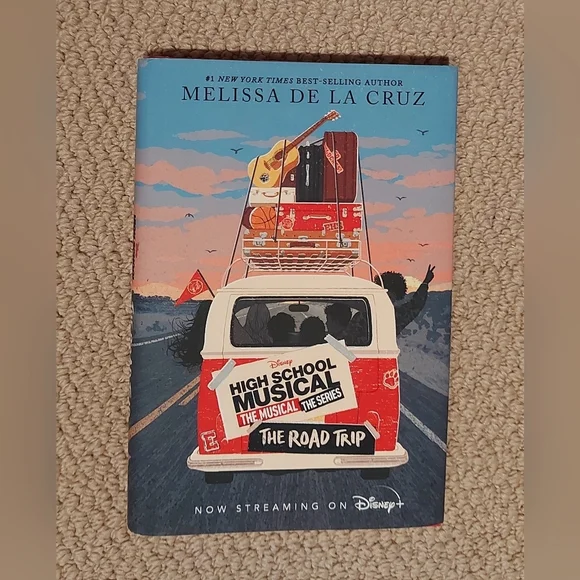 #1 NEW YORK TIMES BEST-SELLING AUTHOR
MELISSA DE LA CRUZ
Disney
HIGH SCHOOL
MUSICAL
THE MUSICAL THE SERIES
THE ROAD TRIP
E
NOW STREAMING ON Disney+